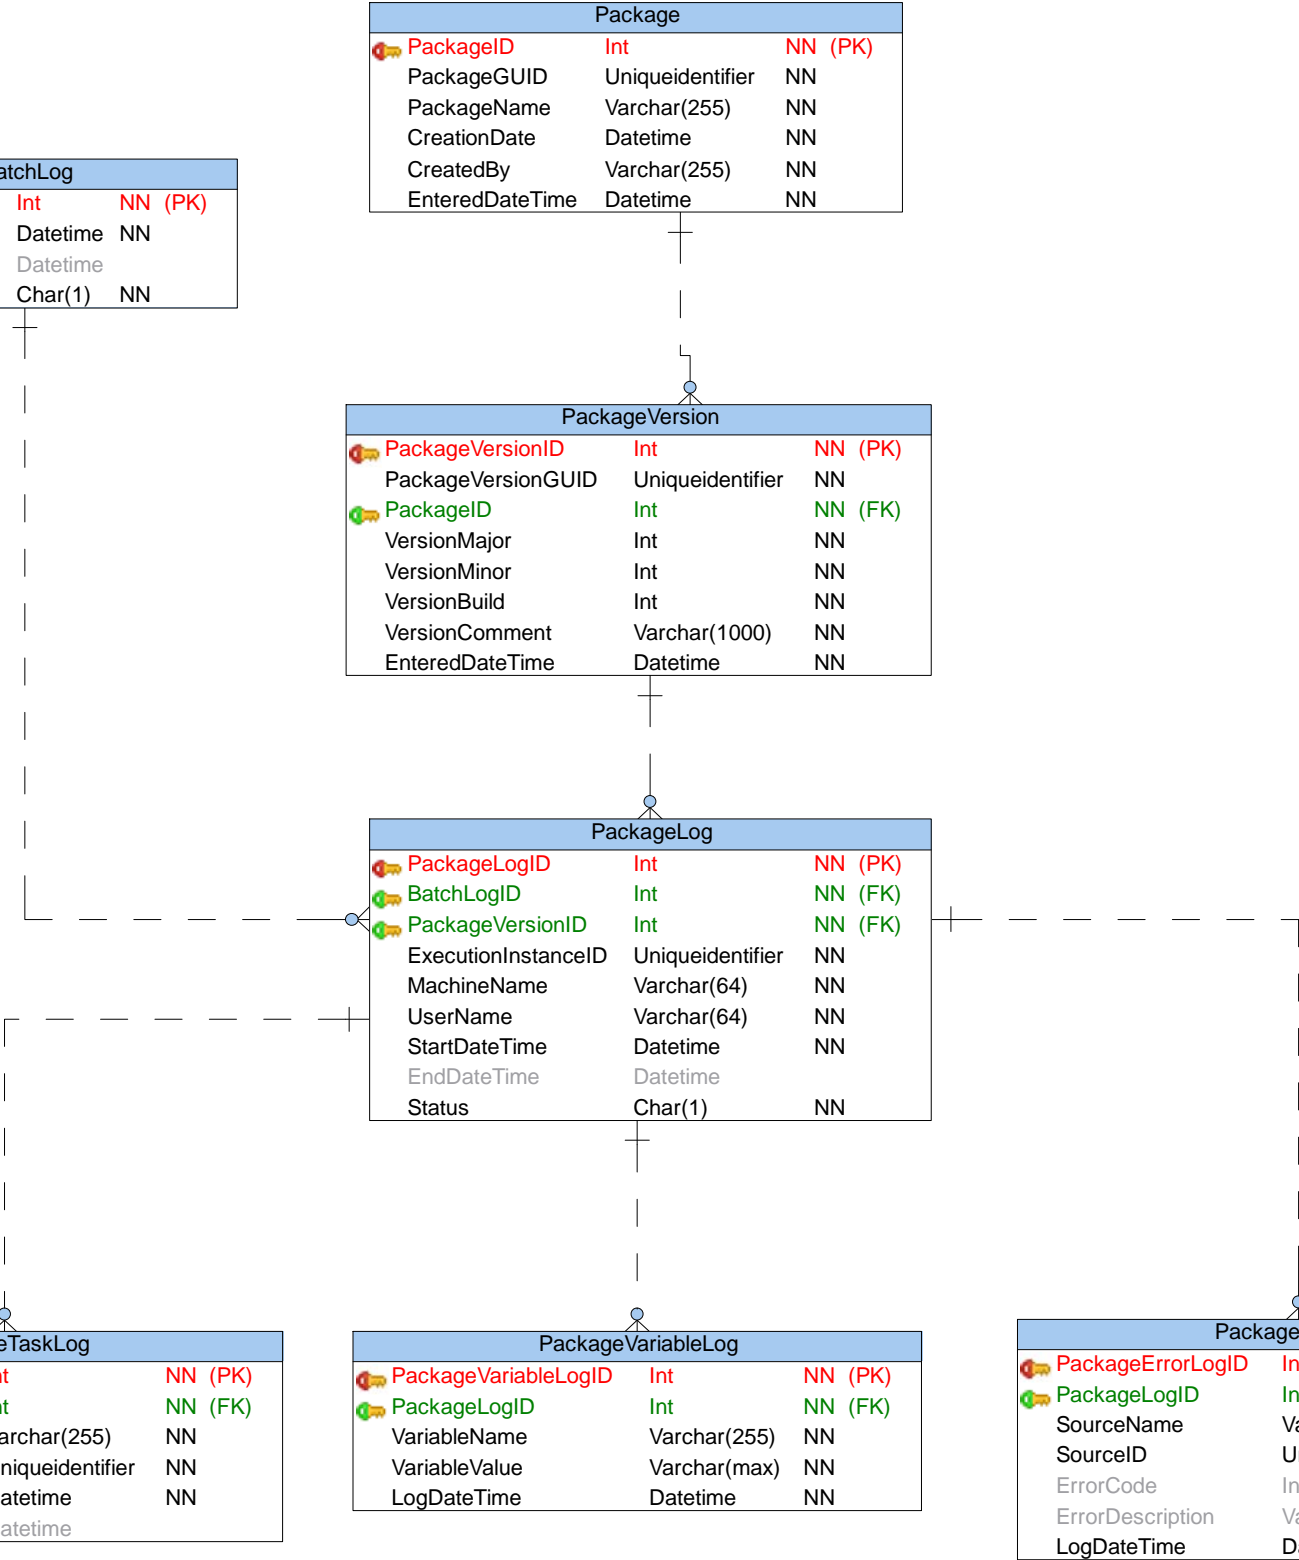 Package
PackageID Int NN (PK)
PackageGUID Uniqueidentifier NN
PackageName Varchar(255) NN
CreationDate Datetime NN
CreatedBy Varchar(255) NN
EnteredDateTime Datetime NN
atchLog
Int NN (PK)
Datetime NN
Datetime
Char(1) NN
PackageVersion
PackageVersionID Int NN (PK)
PackageVersionGUID Uniqueidentifier NN
PackageID Int NN (FK)
VersionMajor Int NN
VersionMinor Int NN
VersionBuild Int NN
VersionComment Varchar(1000) NN
EnteredDateTime Datetime NN
PackageLog
PackageLogID Int NN (PK)
BatchLogID Int NN (FK)
PackageVersionID Int NN (FK)
ExecutionInstanceID Uniqueidentifier NN
MachineName Varchar(64) NN
UserName Varchar(64) NN
StartDateTime Datetime NN
EndDateTime Datetime
Status Char(1) NN
eTaskLog
nt NN (PK)
nt NN (FK)
archar(255) NN
niqueidentifier NN
atetime NN
atetime
PackageVariableLog
PackageVariableLogID Int NN (PK)
PackageLogID Int NN (FK)
VariableName Varchar(255) NN
VariableValue Varchar(max) NN
LogDateTime Datetime NN
Package
PackageErrorLogID In
PackageLogID In
SourceName Va
SourceID U
ErrorCode In
ErrorDescription Va
LogDateTime D